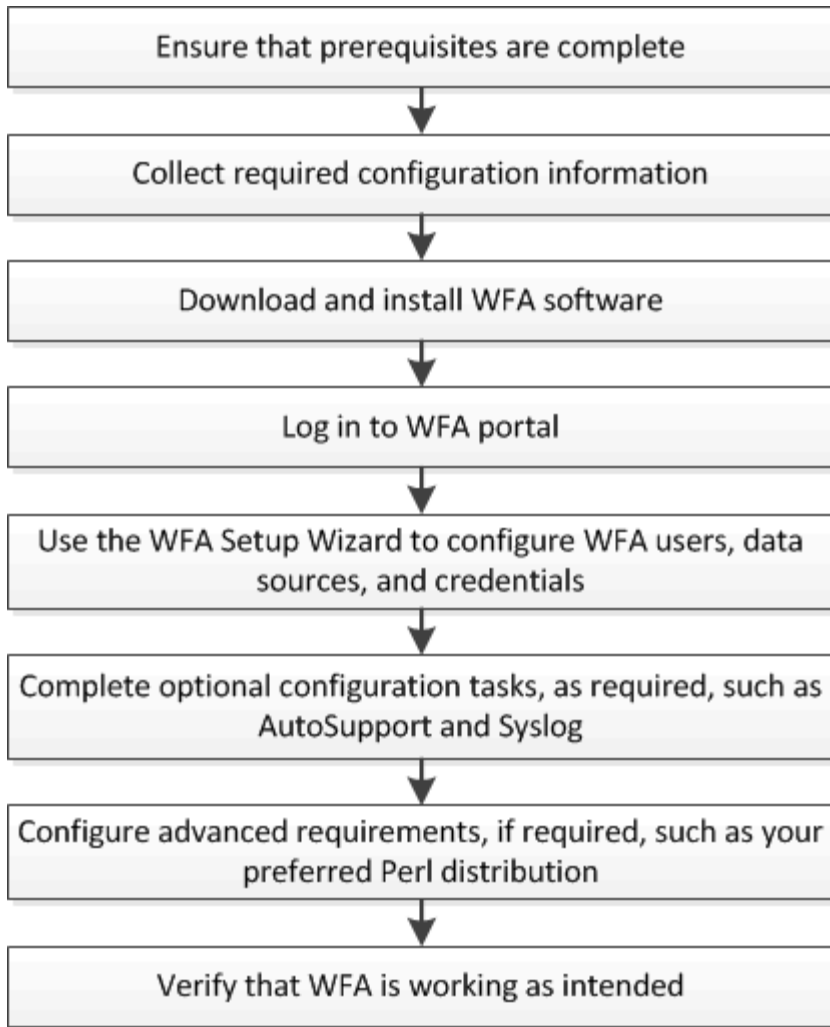 Ensure that prerequisites are complete
Collect required configuration information
Download and install WFA software
Log in to WFA portal
Use the WFA Setup Wizard to configure WFA users, data
sources, and credentials
Complete optional configuration tasks, as required, such as
AutoSupport and Syslog
Configure advanced requirements, if required, such as your
preferred Perl distribution
Verify that WFA is working as intended